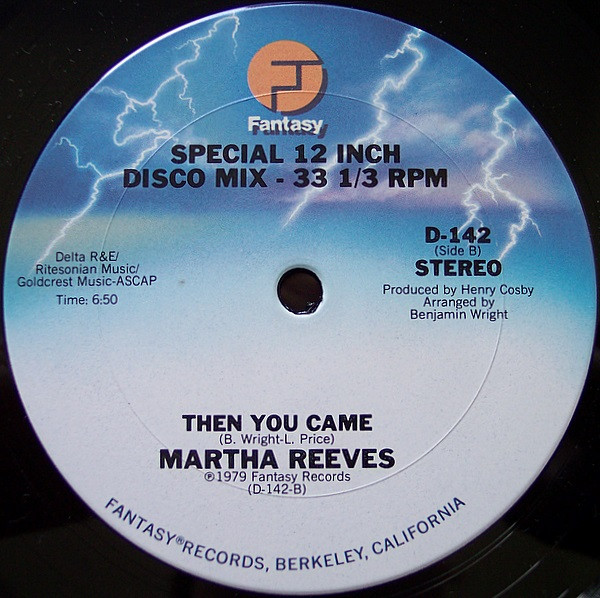 Fantasy
SPECIAL 12 INCH
DISCO MIX - 33 1/3 RPM
Delta R&E/
Ritesonian Music/
Goldcrest Music-ASCAP
Time: 6:50
D-142
(Side B)
STEREO
Produced by Henry Cosby
Arranged by
Benjamin Wright
THEN YOU CAME
(B. Wright-L. Price)
MARTHA REEVES
℗1979 Fantasy Records
(D-142-B)
FANTASY® RECORDS, BERKELEY, CALIFORNIA